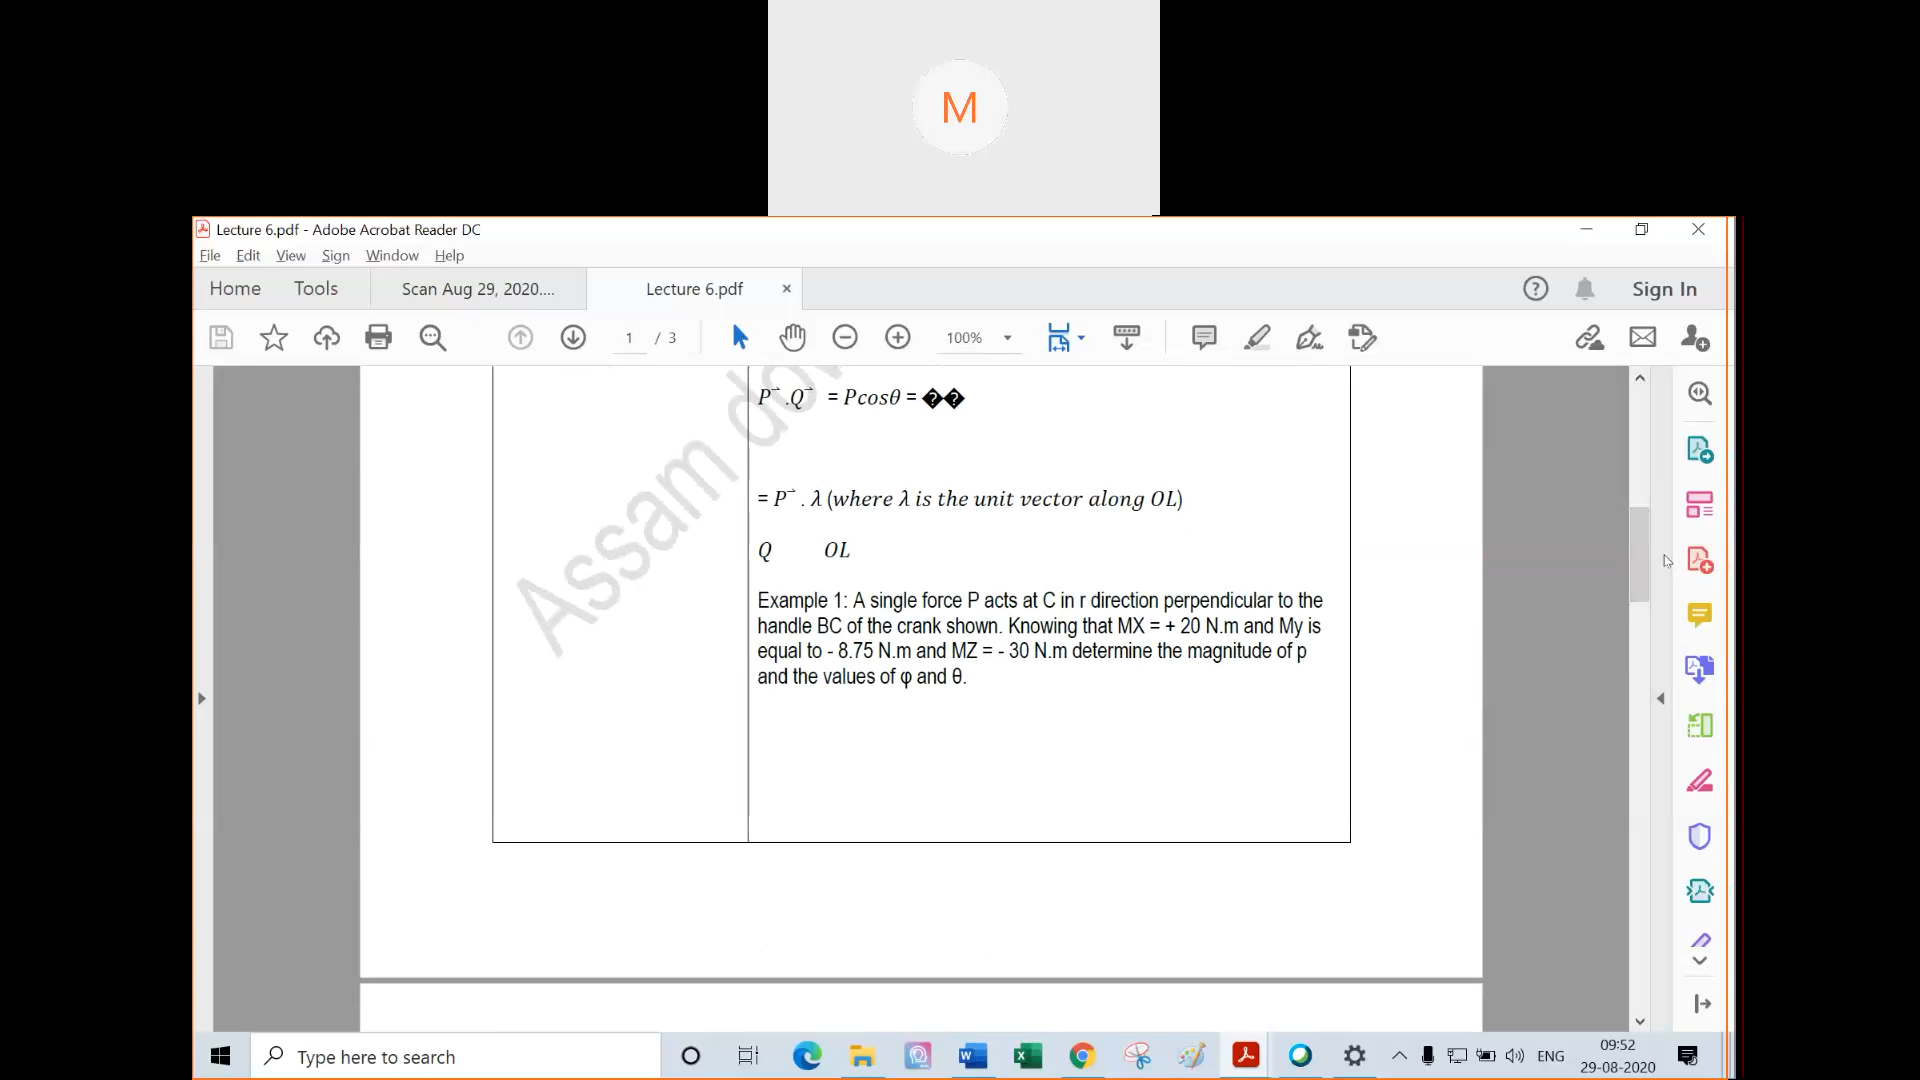 M
Lecture 6.pdf - Adobe Acrobat Reader DC
File Edit View Sign Window Help
Home Tools Scan Aug 29, 2020.... Lecture 6.pdf × Sign In
1 / 3 100%
P⃗ .Q⃗ = Pcosθ = ��
= P⃗ . λ (where λ is the unit vector along OL)
Q OL
Example 1: A single force P acts at C in r direction perpendicular to the
handle BC of the crank shown. Knowing that MX = + 20 N.m and My is
equal to - 8.75 N.m and MZ = - 30 N.m determine the magnitude of p
and the values of φ and θ.
Assam dow
Type here to search
ENG
09:52
29-08-2020